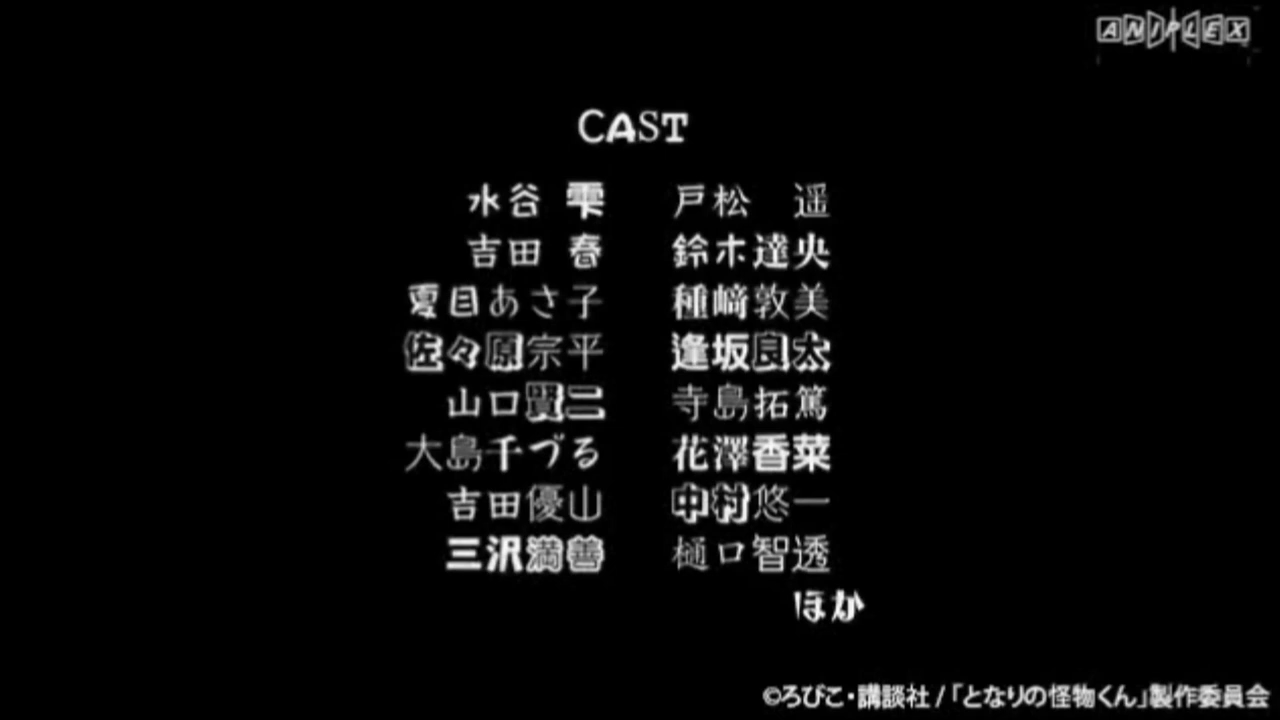 ANIPLEX
CAST
水谷 雫 戸松 遥
吉田 春 鈴木達央
夏目あさ子 種﨑敦美
佐々原宗平 逢坂良太
山口賢二 寺島拓篤
大島千づる 花澤香菜
吉田優山 中村悠一
三沢満善 樋口智透
ほか
©ろびこ・講談社/「となりの怪物くん」製作委員会